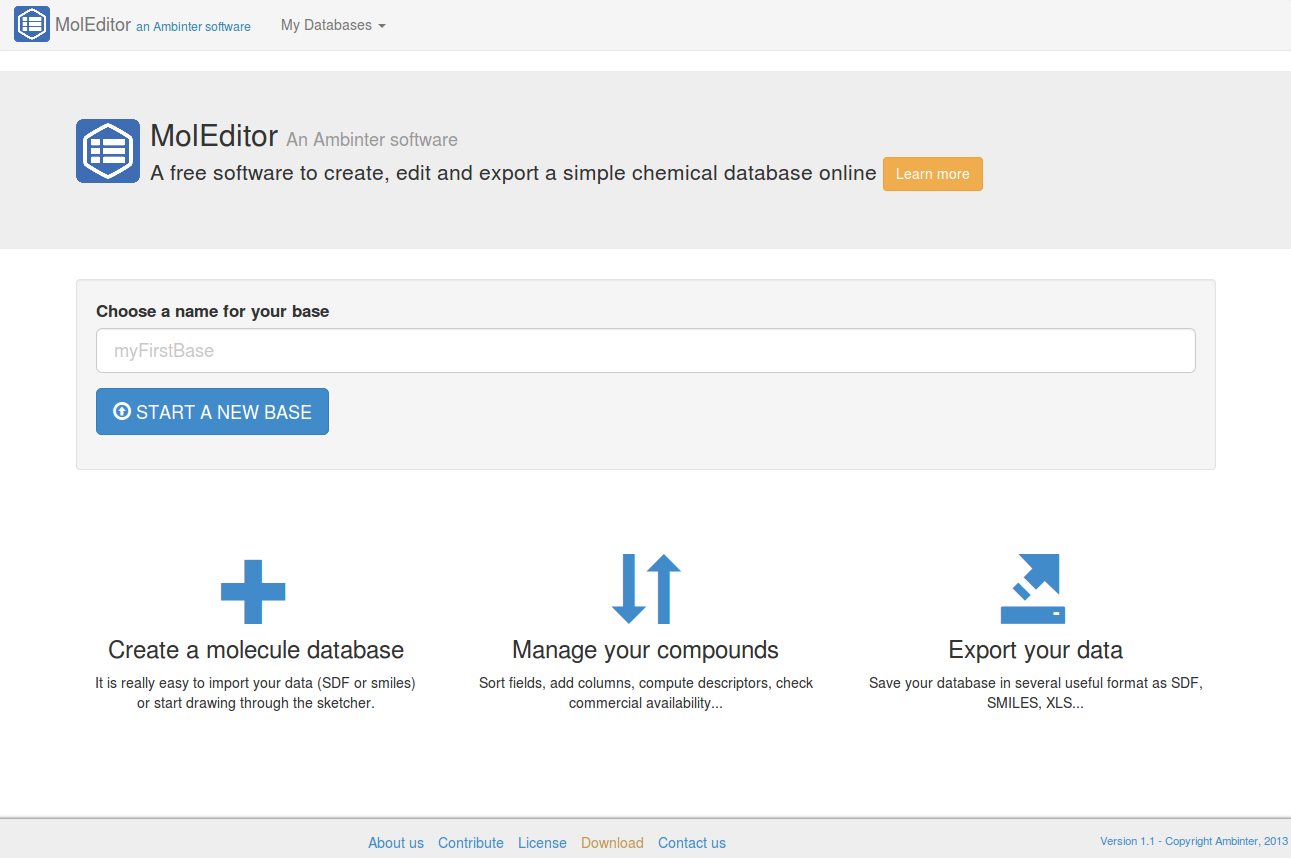 MolEditor an Ambinter software My Databases
MolEditor An Ambinter software
A free software to create, edit and export a simple chemical database online Learn more
Choose a name for your base
myFirstBase
START A NEW BASE
Create a molecule database
It is really easy to import your data (SDF or smiles)
or start drawing through the sketcher.
Manage your compounds
Sort fields, add columns, compute descriptors, check
commercial availability...
Export your data
Save your database in several useful format as SDF,
SMILES, XLS...
About us Contribute License Download Contact us
Version 1.1 - Copyright Ambinter, 2013